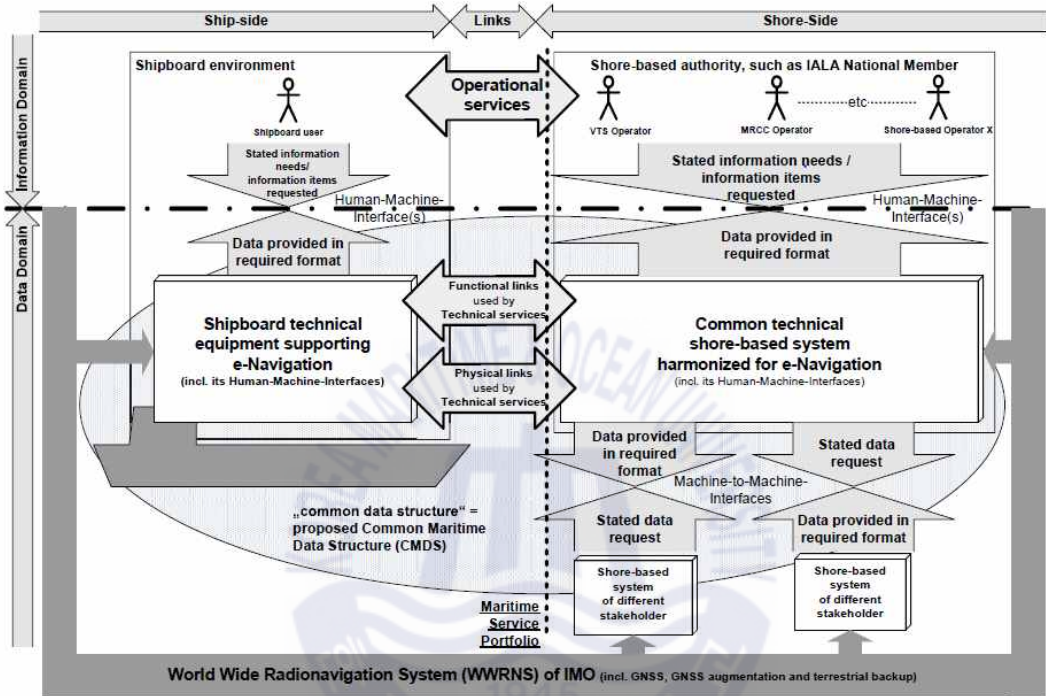 Ship-side
Links
Shore-Side
Information Domain
Data Domain
Shipboard environment
Shipboard user
Stated information
needs/
information items
requested
Human-Machine-
Interface(s)
Data provided in
required format
Shipboard technical
equipment supporting
e-Navigation
(incl. its Human-Machine-Interfaces)
Operational
services
Functional links
used by
Technical services
Physical links
used by
Technical services
Shore-based authority, such as IALA National Member
etc
VTS Operator
MRCC Operator
Shore-based Operator X
Stated information needs /
information items
requested
Human-Machine-
Interface(s)
Data provided in
required format
Common technical
shore-based system
harmonized for e-Navigation
(incl. its Human-Machine-Interfaces)
Data provided
in required
format
Stated data
request
Machine-to-Machine-
Interfaces
Stated data
request
Data provided in
required format
„common data structure“ =
proposed Common Maritime
Data Structure (CMDS)
Shore-based
system
of different
stakeholder
Shore-based
system
of different
stakeholder
Maritime
Service
Portfolio
World Wide Radionavigation System (WWRNS) of IMO (incl. GNSS, GNSS augmentation and terrestrial backup)
1945